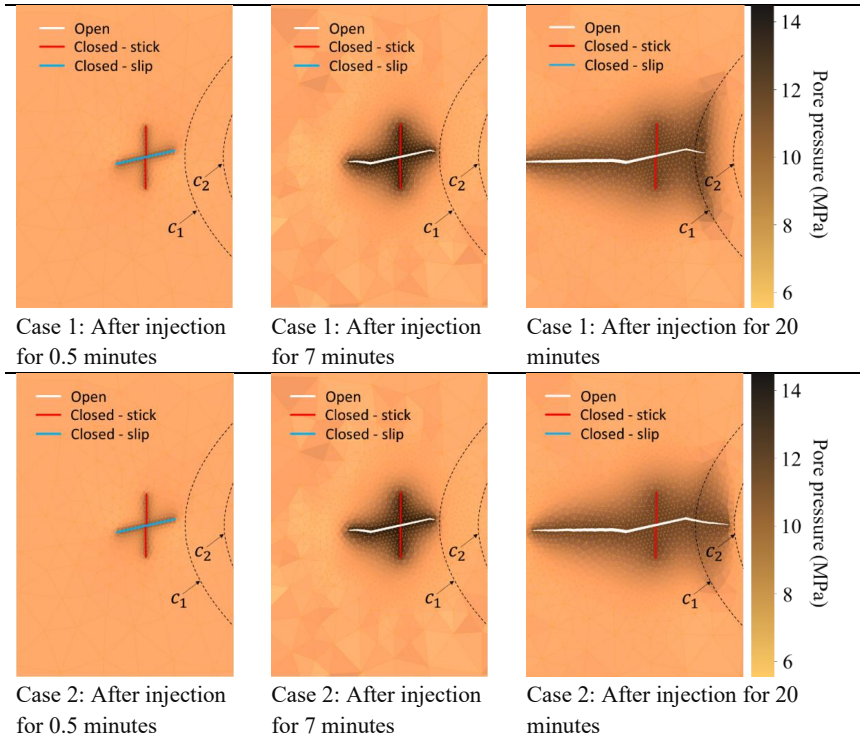 Open
Closed - stick
Closed - slip
c₂
c₁
Open
Closed - stick
Closed - slip
c₂
c₁
Open
Closed - stick
Closed - slip
c₂
c₁
14
12
10
8
6
Pore pressure (MPa)
Case 1: After injection
for 0.5 minutes
Case 1: After injection
for 7 minutes
Case 1: After injection for 20
minutes
Open
Closed - stick
Closed - slip
c₂
c₁
Open
Closed - stick
Closed - slip
c₂
c₁
Open
Closed - stick
Closed - slip
c₂
c₁
14
12
10
8
6
Pore pressure (MPa)
Case 2: After injection
for 0.5 minutes
Case 2: After injection
for 7 minutes
Case 2: After injection for 20
minutes